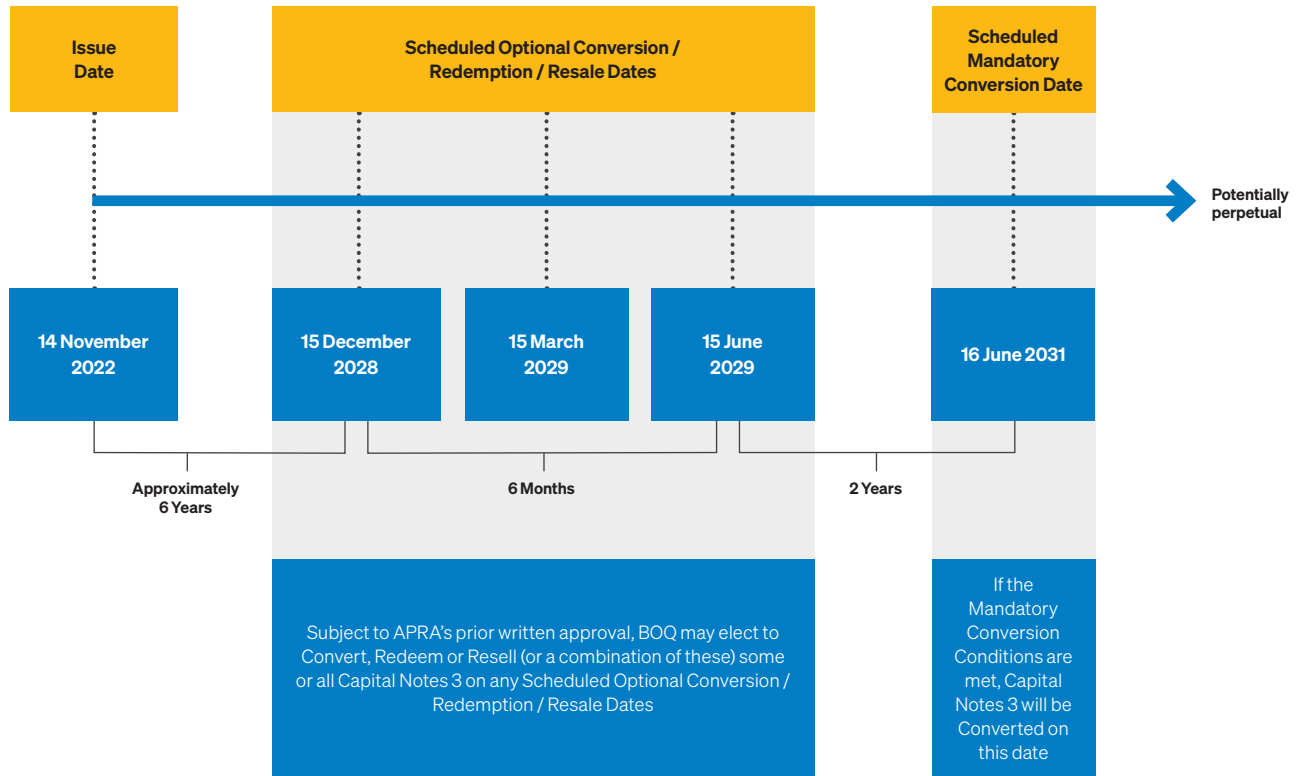 Issue
Date
Scheduled Optional Conversion /
Redemption / Resale Dates
Scheduled
Mandatory
Conversion Date
Potentially
perpetual
14 November
2022
15 December
2028
15 March
2029
15 June
2029
16 June 2031
Approximately
6 Years
6 Months
2 Years
Subject to APRA’s prior written approval, BOQ may elect to
Convert, Redeem or Resell (or a combination of these) some
or all Capital Notes 3 on any Scheduled Optional Conversion /
Redemption / Resale Dates
If the
Mandatory
Conversion
Conditions are
met, Capital
Notes 3 will be
Converted on
this date